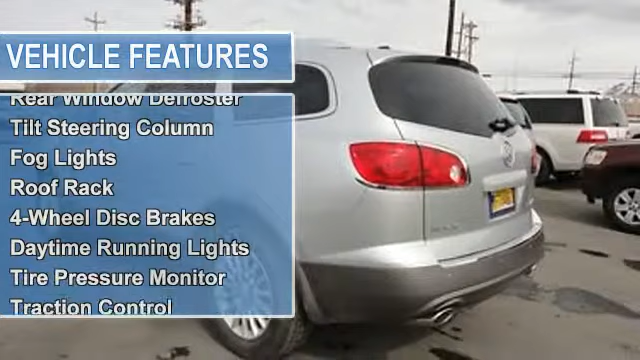 VEHICLE FEATURES
Rear Window Defroster
Tilt Steering Column
Fog Lights
Roof Rack
4-Wheel Disc Brakes
Daytime Running Lights
Tire Pressure Monitor
Traction Control